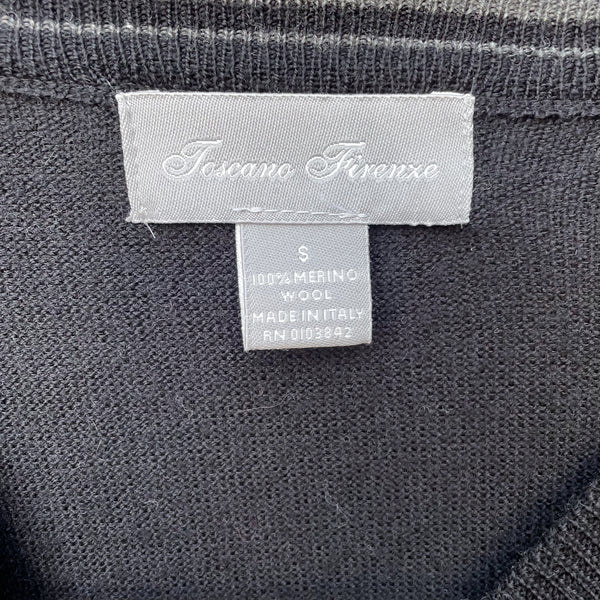 Toscano Firenze
S
100% MERINO
WOOL
MADE IN ITALY
RN 0103842